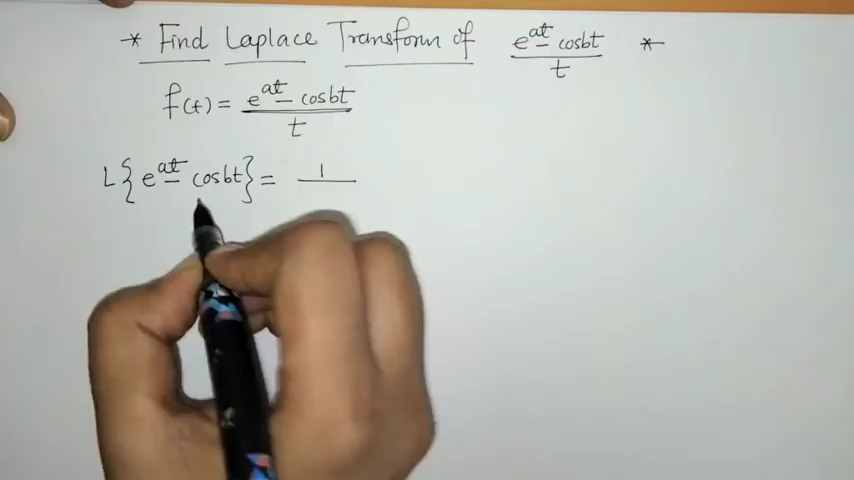 * Find Laplace Transform of (e^{at} - cosbt)/t *
f(t) = (e^{at} - cosbt)/t
L{e^{at} - cosbt} = 1/